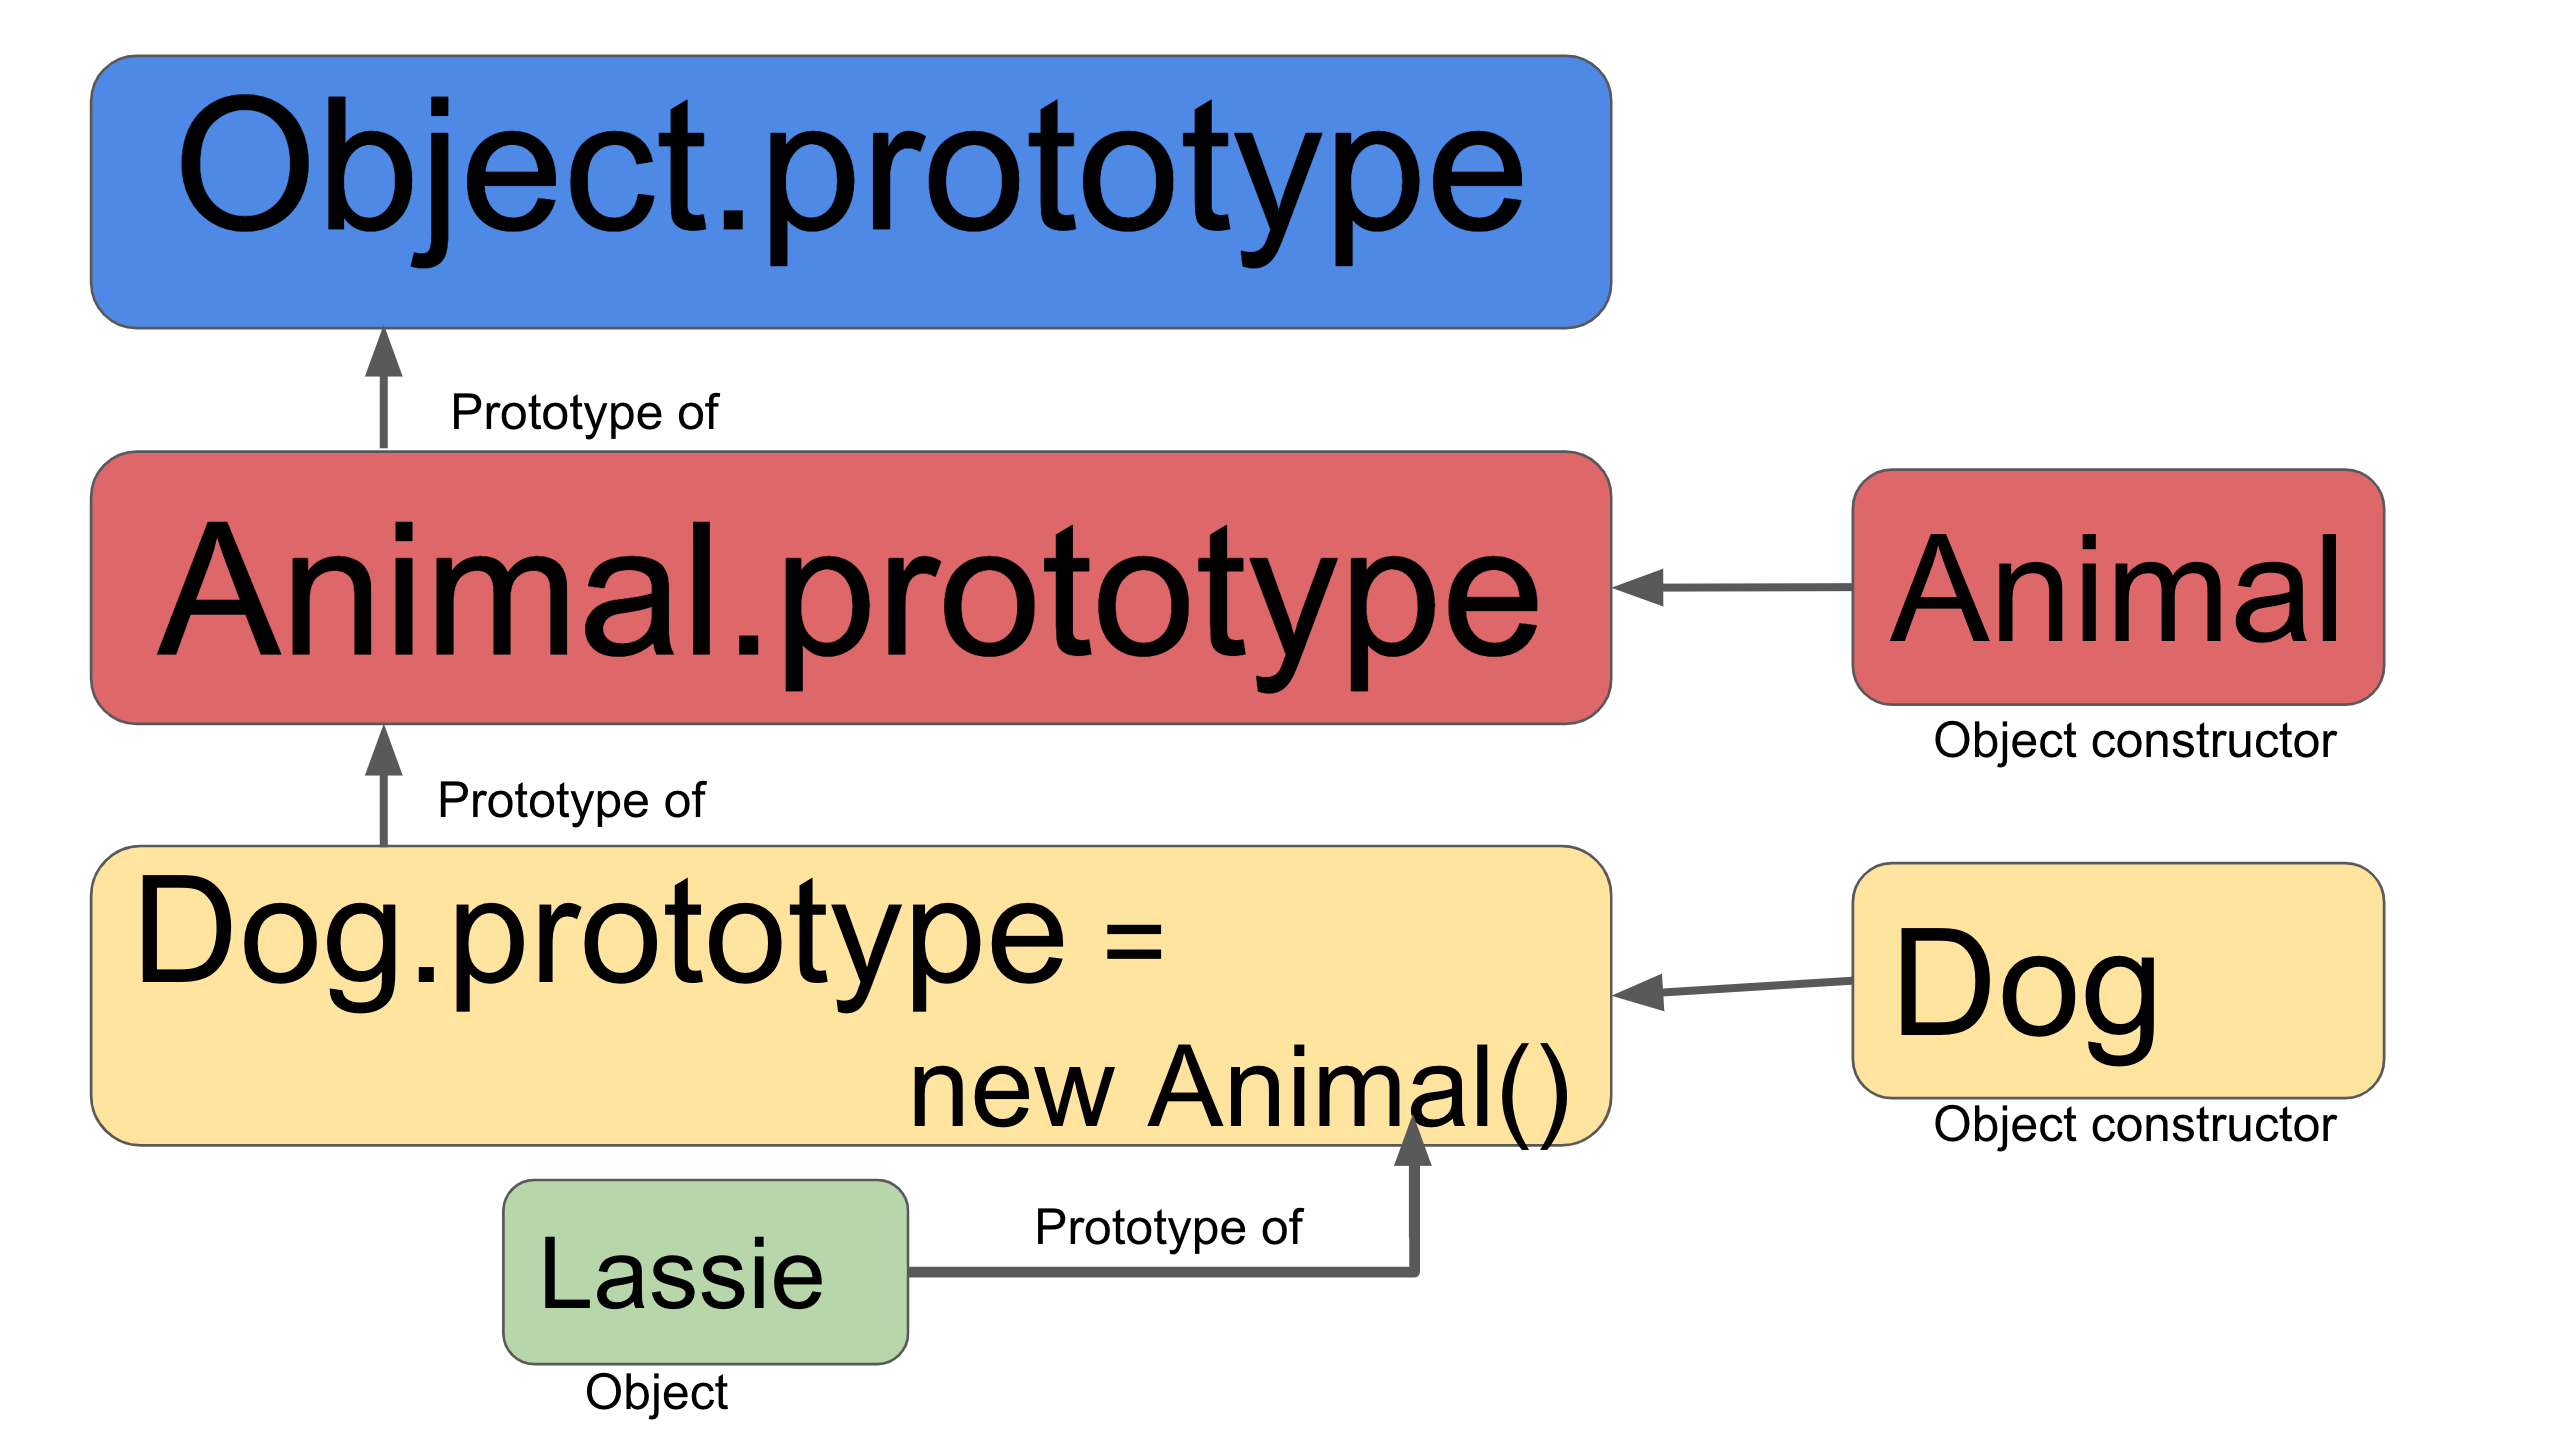 Object.prototype
Prototype of
Animal.prototype
Animal
Object constructor
Prototype of
Dog.prototype =
new Animal()
Dog
Object constructor
Lassie
Prototype of
Object